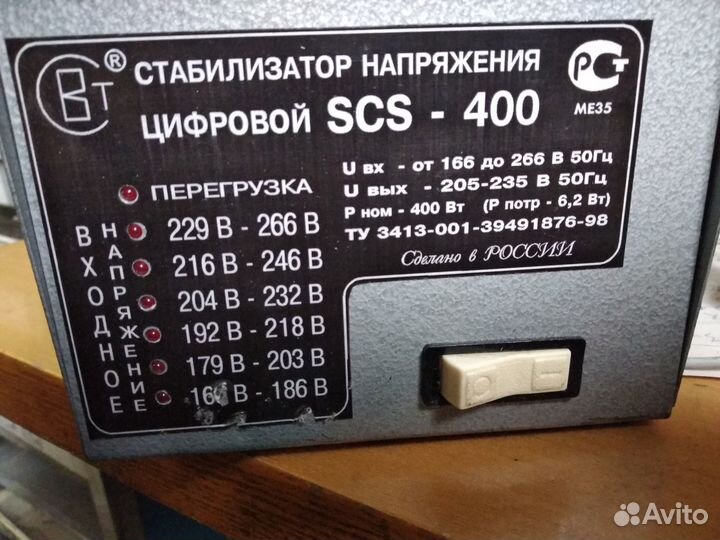 Вт ®
СТАБИЛИЗАТОР НАПРЯЖЕНИЯ
ЦИФРОВОЙ SCS - 400
РСТ
МЕ35
U вх - от 166 до 266 В 50Гц
U вых - 205-235 В 50Гц
Р ном - 400 Вт (Р потр - 6,2 Вт)
ТУ 3413-001-39491876-98
Сделано в РОССИИ
ПЕРЕГРУЗКА
ВХОДНОЕ
НАПРЯЖЕНИЕ
229 В - 266 В
216 В - 246 В
204 В - 232 В
192 В - 218 В
179 В - 203 В
166 В - 186 В
Avito